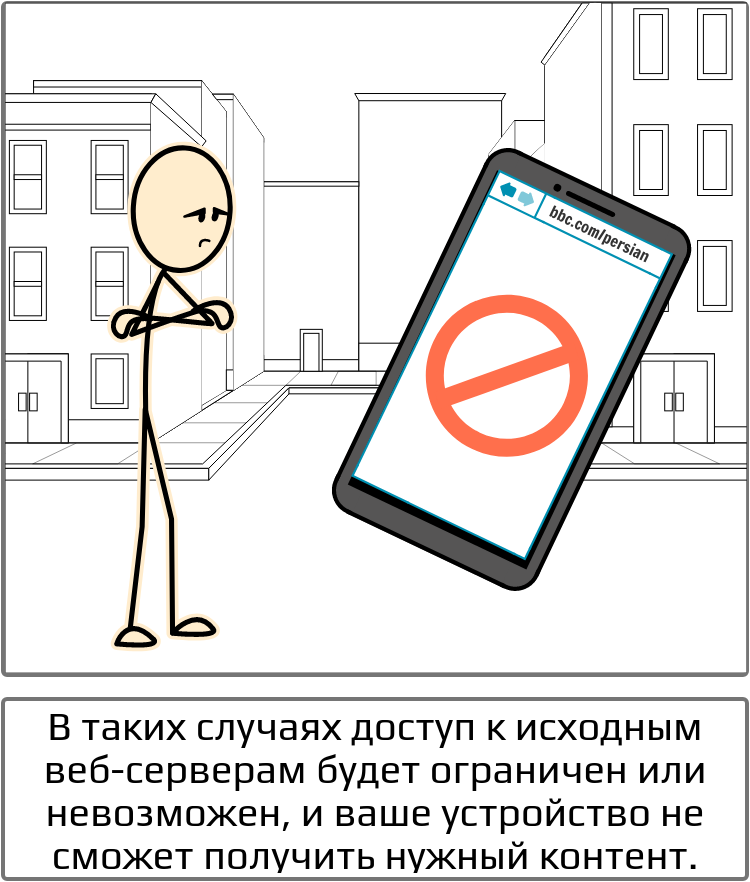 bbc.com/persian
В таких случаях доступ к исходным
веб-серверам будет ограничен или
невозможен, и ваше устройство не
сможет получить нужный контент.